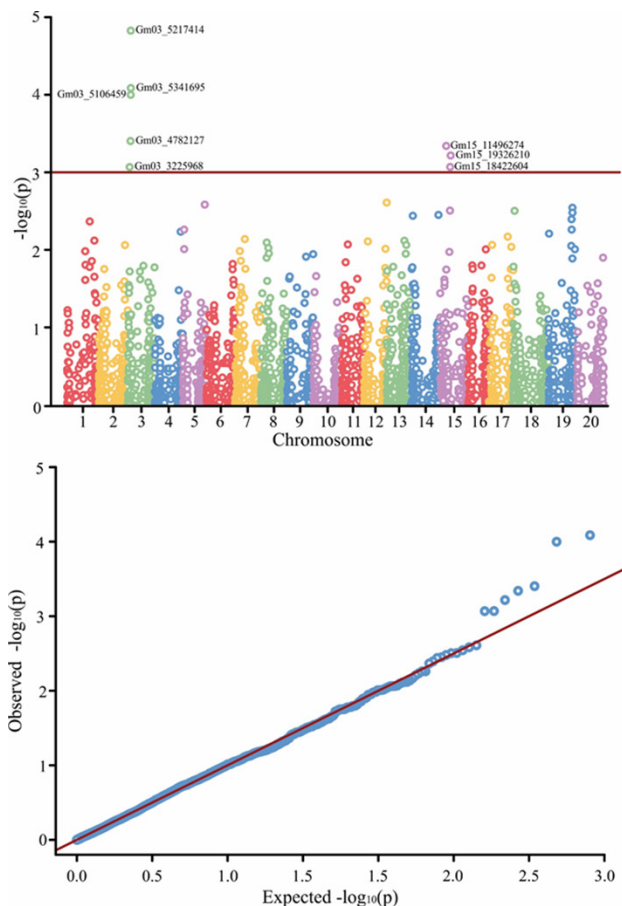 5
Gm03_5217414
4
Gm03_5106459
Gm03_5341695
Gm03_4782127
Gm15_11496274
Gm15_19326210
Gm03_3225968
Gm15_18422604
3
2
1
0
-log₁₀(p)
1 2 3 4 5 6 7 8 9 10 11 12 13 14 15 16 17 18 19 20
Chromosome
5
4
3
2
1
0
Observed -log₁₀(p)
0.0 0.5 1.0 1.5 2.0 2.5 3.0
Expected -log₁₀(p)